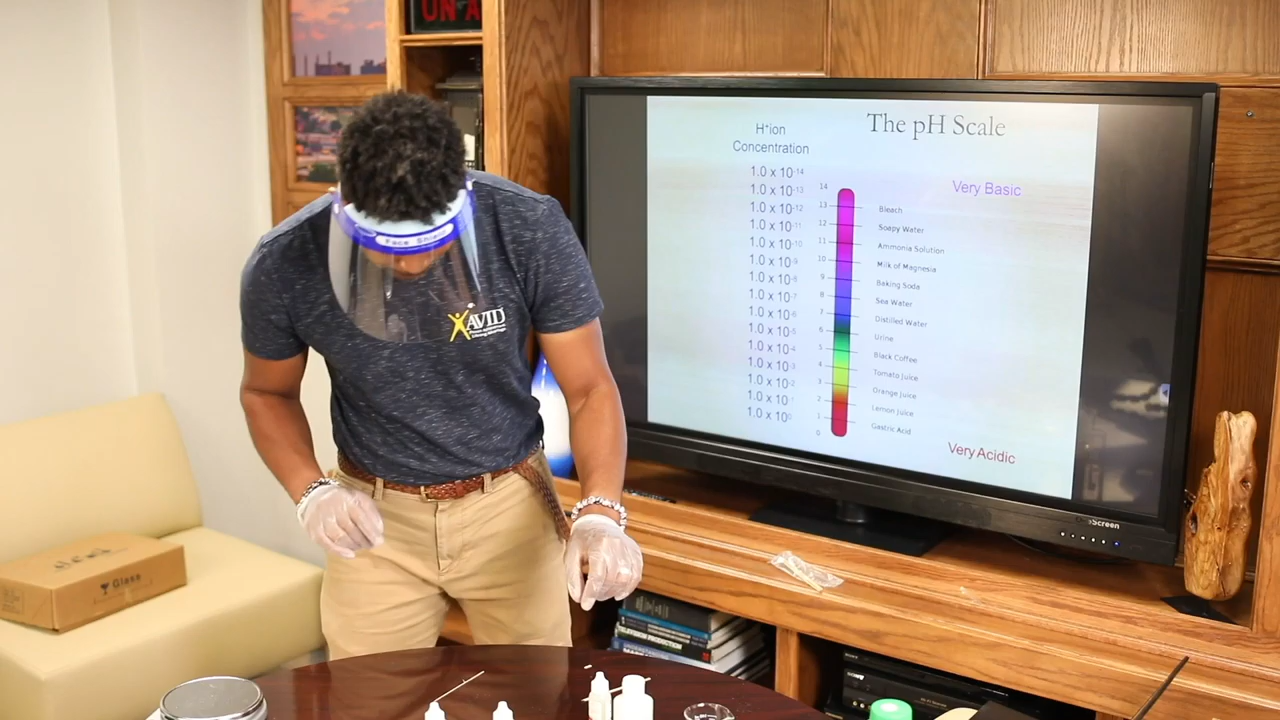 UN-A
Face Shield
AVID
Glass
The pH Scale
H⁺ion
Concentration
Very Basic
1.0 x 10⁻¹⁴
1.0 x 10⁻¹³
1.0 x 10⁻¹²
1.0 x 10⁻¹¹
1.0 x 10⁻¹⁰
1.0 x 10⁻⁹
1.0 x 10⁻⁸
1.0 x 10⁻⁷
1.0 x 10⁻⁶
1.0 x 10⁻⁵
1.0 x 10⁻⁴
1.0 x 10⁻³
1.0 x 10⁻²
1.0 x 10⁻¹
1.0 x 10⁰
14
13
12
11
10
9
8
7
6
5
4
3
2
1
0
Bleach
Soapy Water
Ammonia Solution
Milk of Magnesia
Baking Soda
Sea Water
Distilled Water
Urine
Black Coffee
Tomato Juice
Orange Juice
Lemon Juice
Gastric Acid
Very Acidic
Screen
TELEVISION PRODUCTION
SONY